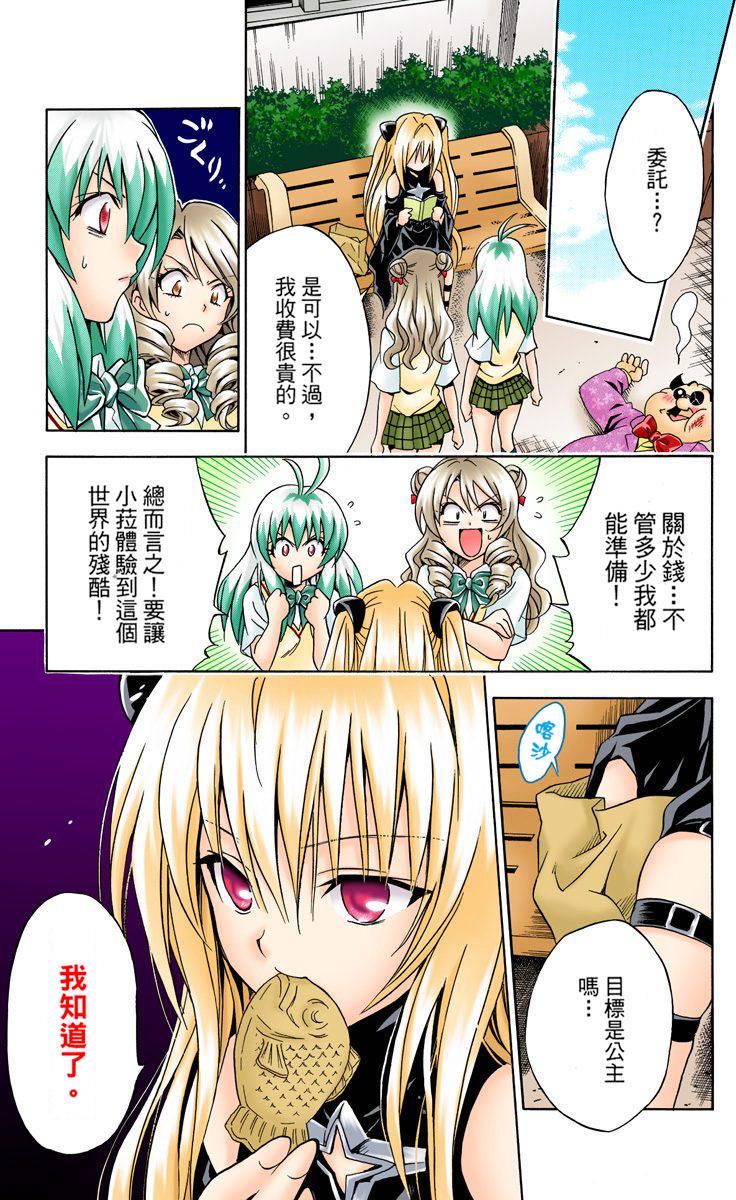 委託…?
是可以…不過，
我收費很貴的。
ごくり…
關於錢…不
管多少我都
能準備！
總而言之！要讓
小菈體驗到這個
世界的殘酷！
喀沙
目標是公主
嗎…
我知道了。